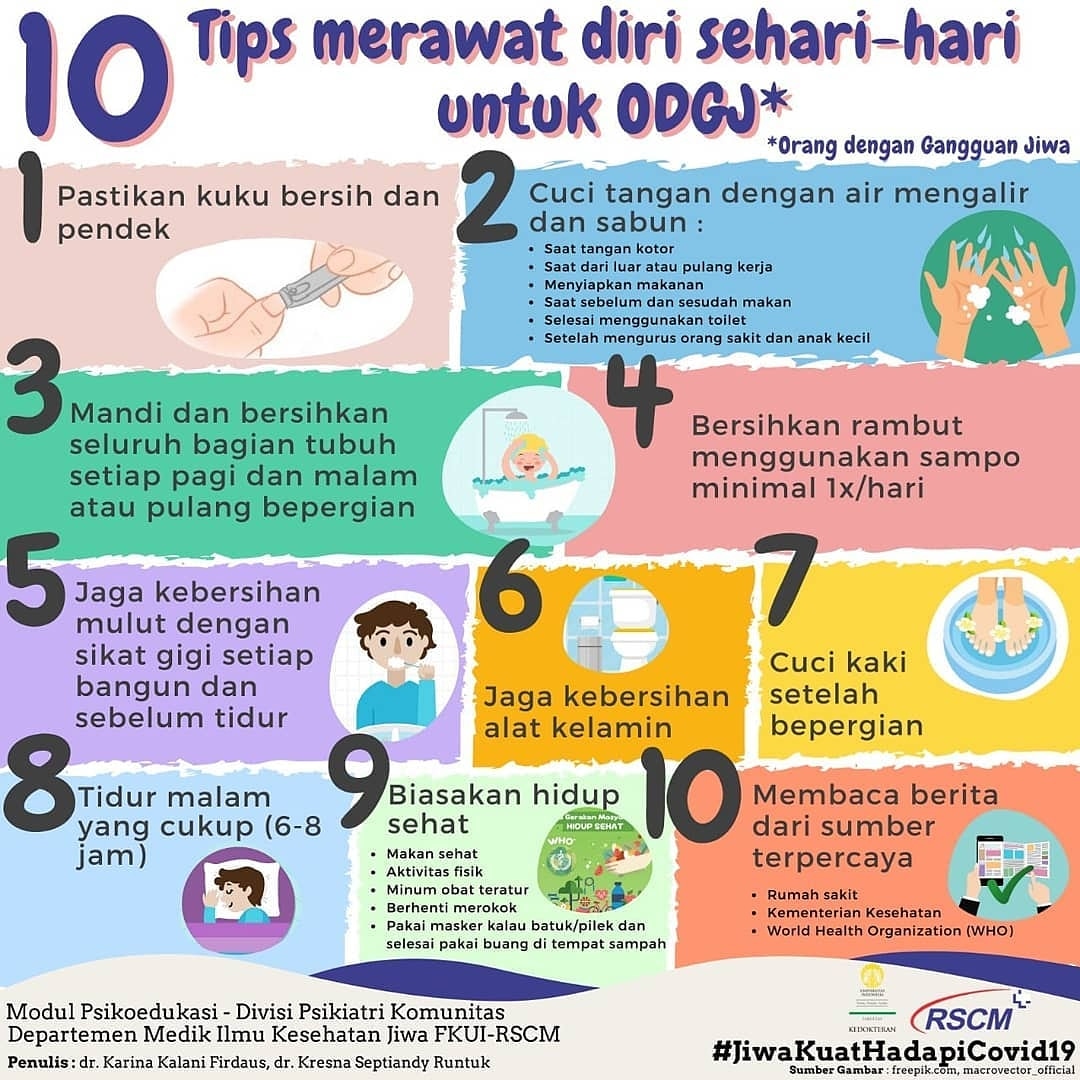 10 Tips merawat diri sehari-hari
untuk ODGJ*
*Orang dengan Gangguan Jiwa
1
Pastikan kuku bersih dan
pendek
2
Cuci tangan dengan air mengalir
dan sabun :
• Saat tangan kotor
• Saat dari luar atau pulang kerja
• Menyiapkan makanan
• Saat sebelum dan sesudah makan
• Selesai menggunakan toilet
• Setelah mengurus orang sakit dan anak kecil
3
Mandi dan bersihkan
seluruh bagian tubuh
setiap pagi dan malam
atau pulang bepergian
4
Bersihkan rambut
menggunakan sampo
minimal 1x/hari
5
Jaga kebersihan
mulut dengan
sikat gigi setiap
bangun dan
sebelum tidur
6
Jaga kebersihan
alat kelamin
7
Cuci kaki
setelah
bepergian
8
Tidur malam
yang cukup (6-8
jam)
9
Biasakan hidup
sehat
• Makan sehat
• Aktivitas fisik
• Minum obat teratur
• Berhenti merokok
• Pakai masker kalau batuk/pilek dan
selesai pakai buang di tempat sampah
Gerakan Masya
HIDUP SEHAT
WHO
10
Membaca berita
dari sumber
terpercaya
• Rumah sakit
• Kementerian Kesehatan
• World Health Organization (WHO)
Modul Psikoedukasi - Divisi Psikiatri Komunitas
Departemen Medik Ilmu Kesehatan Jiwa FKUI-RSCM
Penulis : dr. Karina Kalani Firdaus, dr. Kresna Septiandy Runtuk
UNIVERSITAS
INDONESIA
FAKULTAS
KEDOKTERAN
RSCM
#JiwaKuatHadapiCovid19
Sumber Gambar : freepik.com, macrovector_official